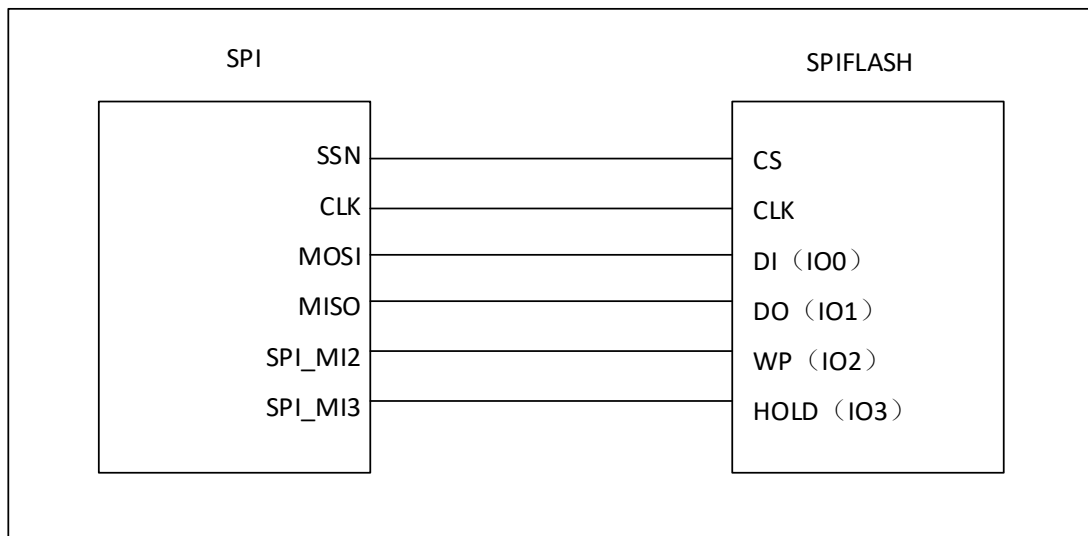 SPI
SPIFLASH
SSN
CS
CLK
CLK
MOSI
DI（IO0）
MISO
DO（IO1）
SPI_MI2
WP（IO2）
SPI_MI3
HOLD（IO3）